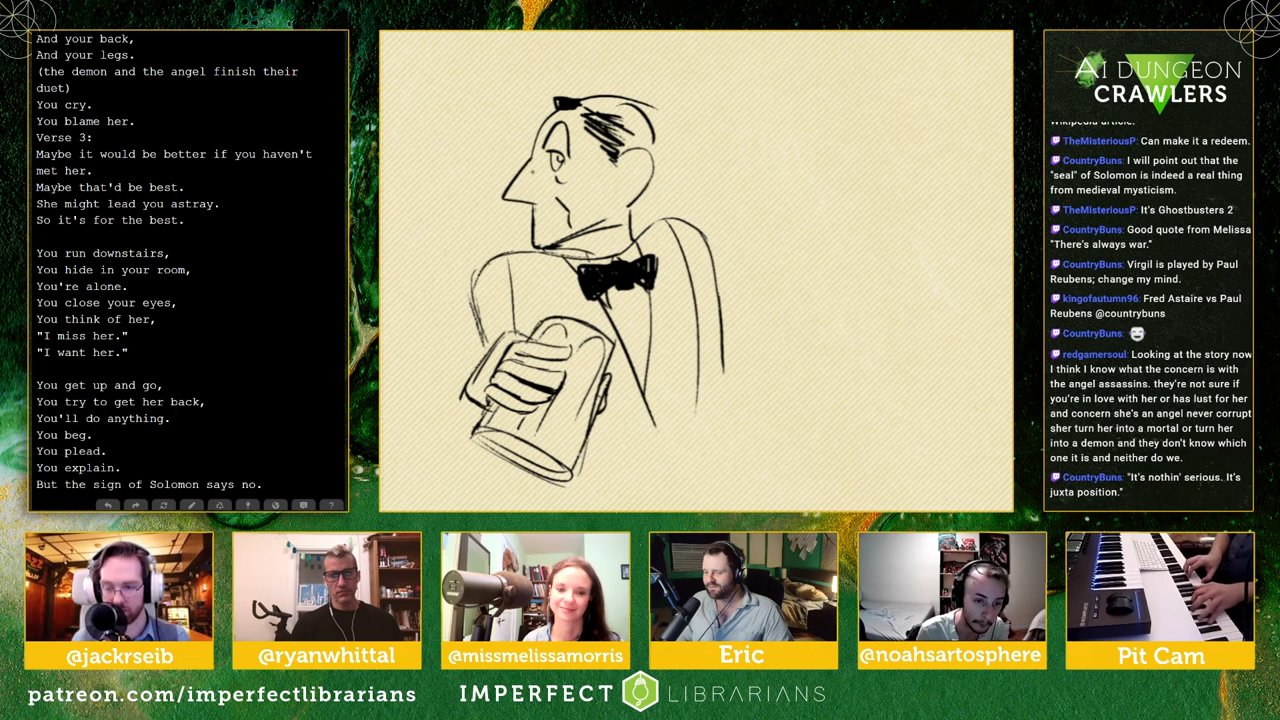 And your back,
And your legs.
(the demon and the angel finish their
duet)
You cry.
You blame her.
Verse 3:
Maybe it would be better if you haven't
met her.
Maybe that'd be best.
She might lead you astray.
So it's for the best.
You run downstairs,
You hide in your room,
You're alone.
You close your eyes,
You think of her,
"I miss her."
"I want her."
You get up and go,
You try to get her back,
You'll do anything.
You beg.
You plead.
You explain.
But the sign of Solomon says no.
AI DUNGEON
CRAWLERS
Wikipedia article.
TheMisteriousP: Can make it a redeem.
CountryBuns: I will point out that the
"seal" of Solomon is indeed a real thing
from medieval mysticism.
TheMisteriousP: It's Ghostbusters 2
CountryBuns: Good quote from Melissa
"There's always war."
CountryBuns: Virgil is played by Paul
Reubens; change my mind.
kingofautumn96: Fred Astaire vs Paul
Reubens @countrybuns
CountryBuns:
redgamersoul: Looking at the story now
I think I know what the concern is with
the angel assassins. they're not sure if
you're in love with her or has lust for her
and concern she's an angel never corrupt
sher turn her into a mortal or turn her
into a demon and they don't know which
one it is and neither do we.
CountryBuns: "It's nothin' serious. It's
juxta position."
@jackrseib
@ryanwhittal
@missmelissamorris
Eric
@noahsartosphere
Pit Cam
patreon.com/imperfectlibrarians
IMPERFECT LIBRARIANS